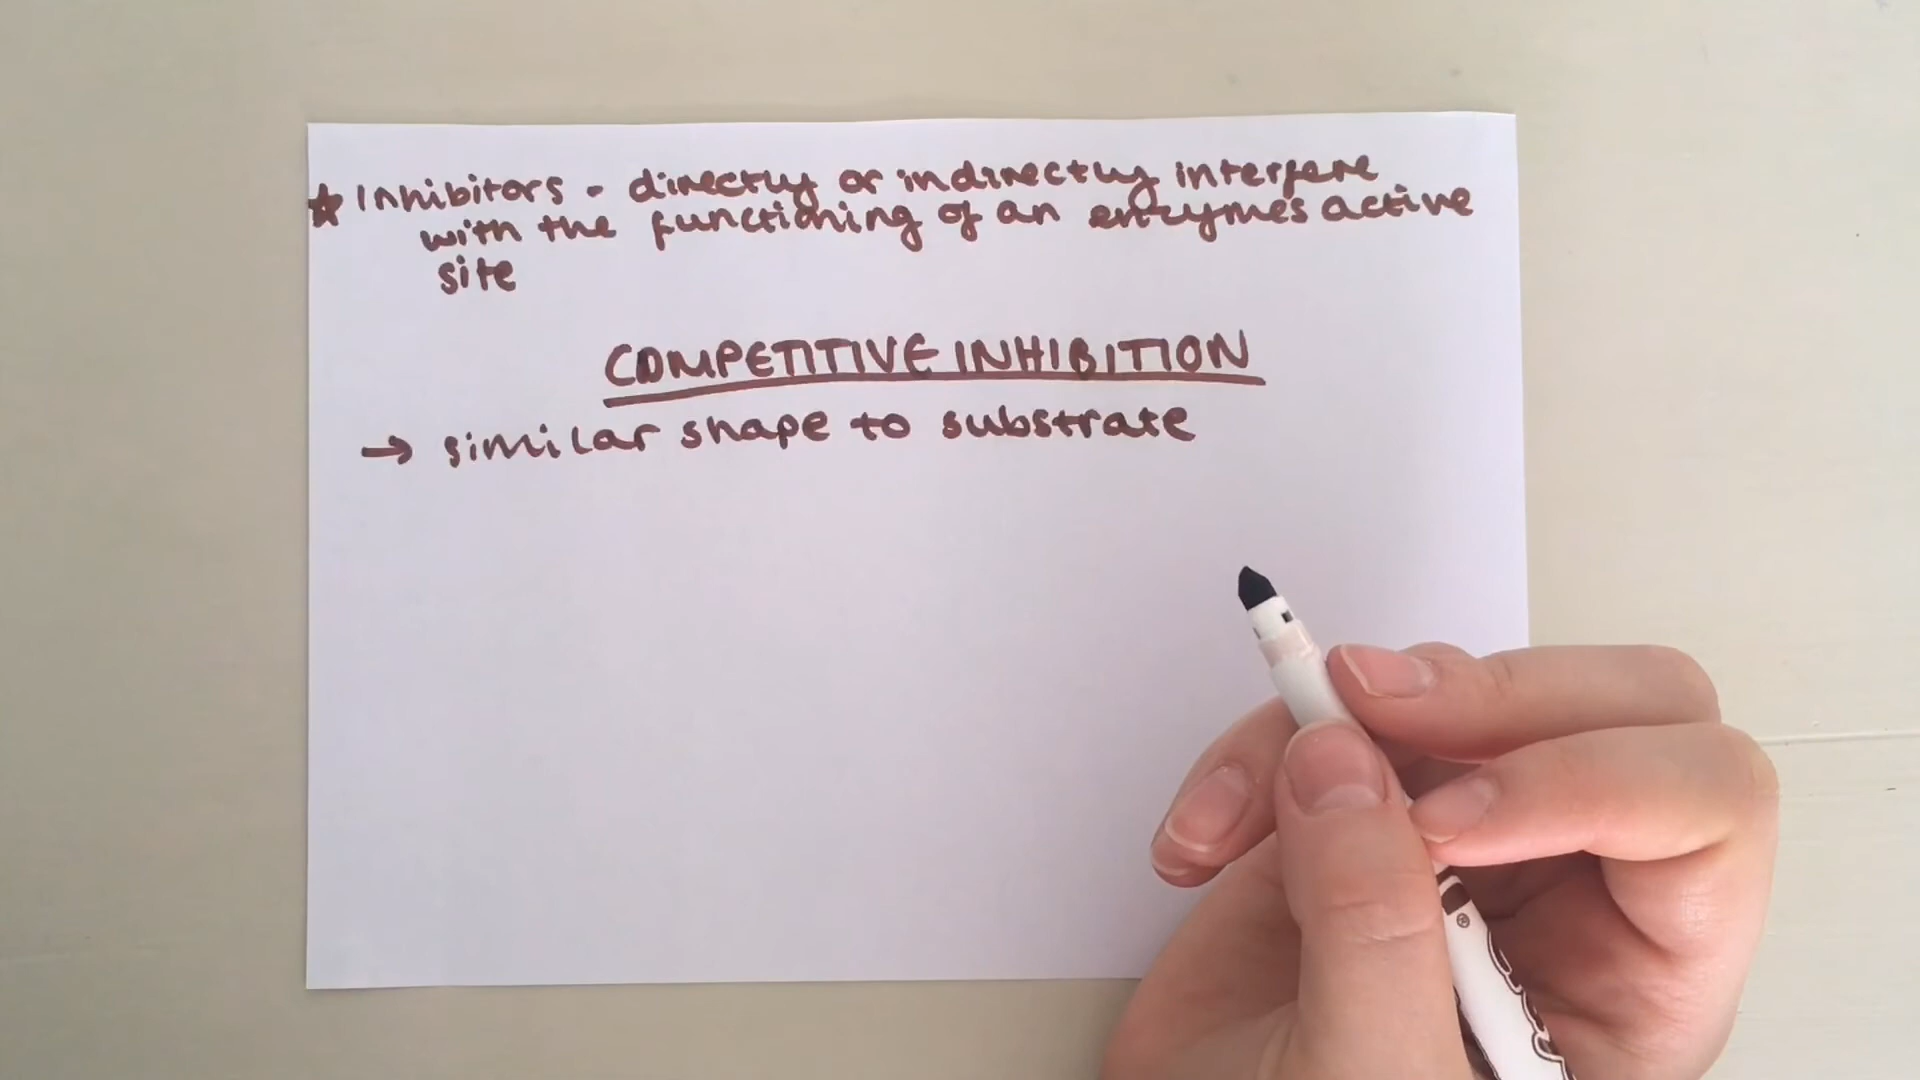 ☆ Inhibitors - directly or indirectly interfere
with the functioning of an enzymes active
site
COMPETITIVE INHIBITION
→ similar shape to substrate
®